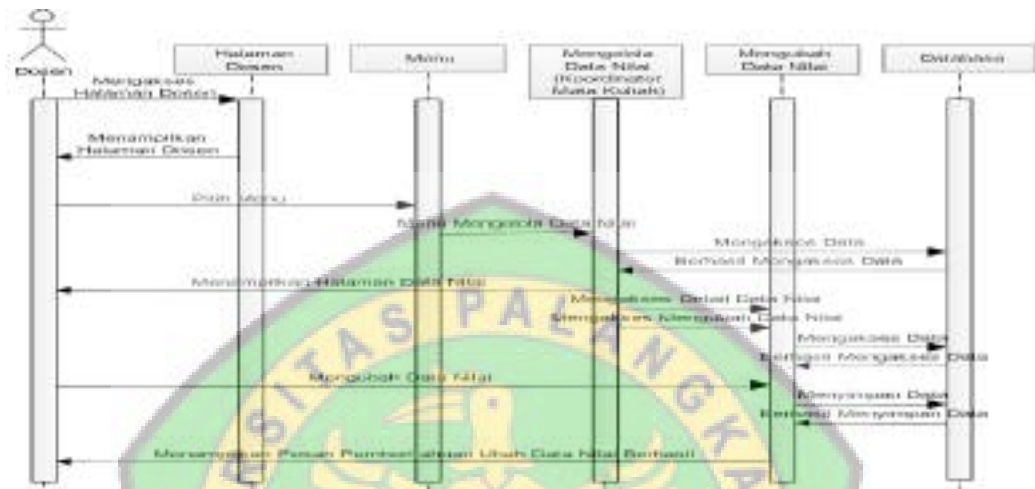 Dosen
Halaman
Dosen
Menu
Mengelola
Data Nilai
(Koordinator
Mata Kuliah)
Mengubah
Data Nilai
Database
Mengakses
Halaman Dosen
Menampilkan
Halaman Dosen
Pilih Menu
Menu Mengelola Data Nilai
Mengakses Data
Berhasil Mengakses Data
Menampilkan Halaman Data Nilai
Mengakses Detail Data Nilai
Mengakses Mengubah Data Nilai
Mengakses Data
Berhasil Mengakses Data
Mengubah Data Nilai
Menyimpan Data
Berhasil Menyimpan Data
Menampilkan Pesan Pemberitahuan Ubah Data Nilai Berhasil
SITAS PALANGKA